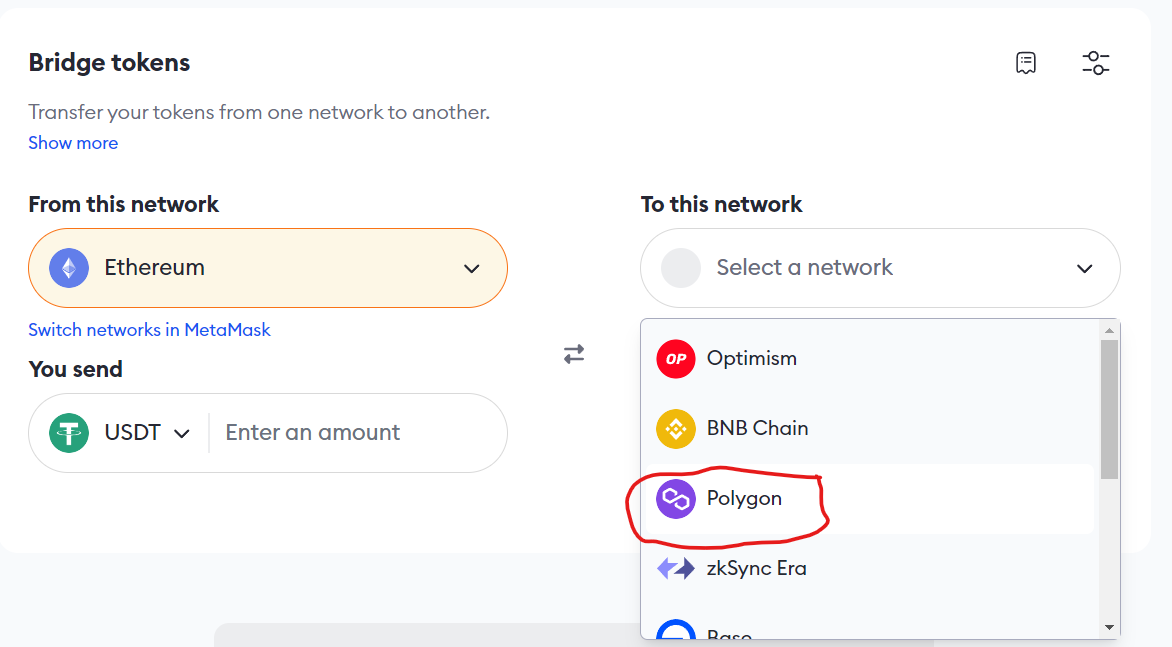 Bridge tokens
Transfer your tokens from one network to another.
Show more
From this network
Ethereum
Switch networks in MetaMask
You send
USDT
Enter an amount
To this network
Select a network
OP Optimism
BNB Chain
Polygon
zkSync Era
Base